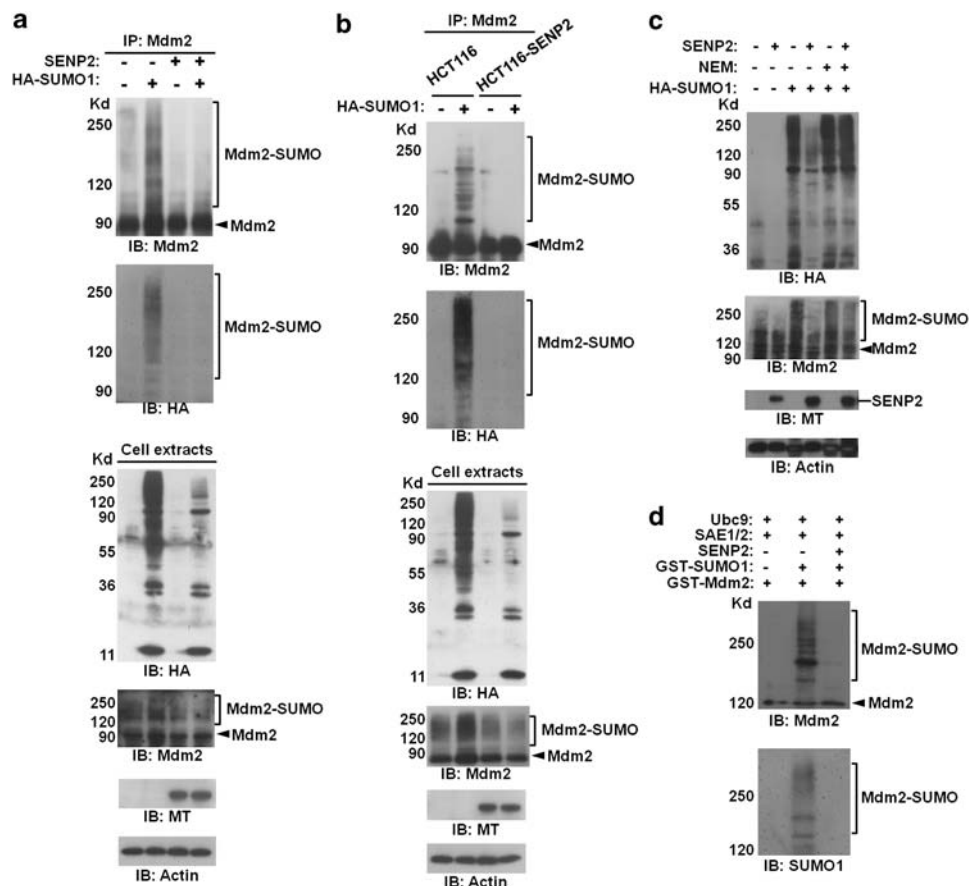 a
IP: Mdm2
SENP2: - - + +
HA-SUMO1: - + - +
Kd
250
120
90
Mdm2-SUMO
Mdm2
IB: Mdm2
250
120
90
Mdm2-SUMO
IB: HA
Cell extracts
Kd
250
120
90
55
36
11
IB: HA
250
120
90
Mdm2-SUMO
Mdm2
IB: Mdm2
IB: MT
IB: Actin
b
IP: Mdm2
HCT116
HCT116-SENP2
HA-SUMO1: - + - +
Kd
250
120
90
Mdm2-SUMO
Mdm2
IB: Mdm2
250
120
90
Mdm2-SUMO
IB: HA
Cell extracts
Kd
250
120
90
55
36
11
IB: HA
250
120
90
Mdm2-SUMO
Mdm2
IB: Mdm2
IB: MT
IB: Actin
c
SENP2: - + - + - +
NEM: - - - - + +
HA-SUMO1: - - + + + +
Kd
250
120
90
55
36
IB: HA
250
120
90
Mdm2-SUMO
Mdm2
IB: Mdm2
SENP2
IB: MT
IB: Actin
d
Ubc9: + + +
SAE1/2: + + +
SENP2: - - +
GST-SUMO1: - + +
GST-Mdm2: + + +
Kd
250
120
Mdm2-SUMO
Mdm2
IB: Mdm2
250
120
Mdm2-SUMO
IB: SUMO1